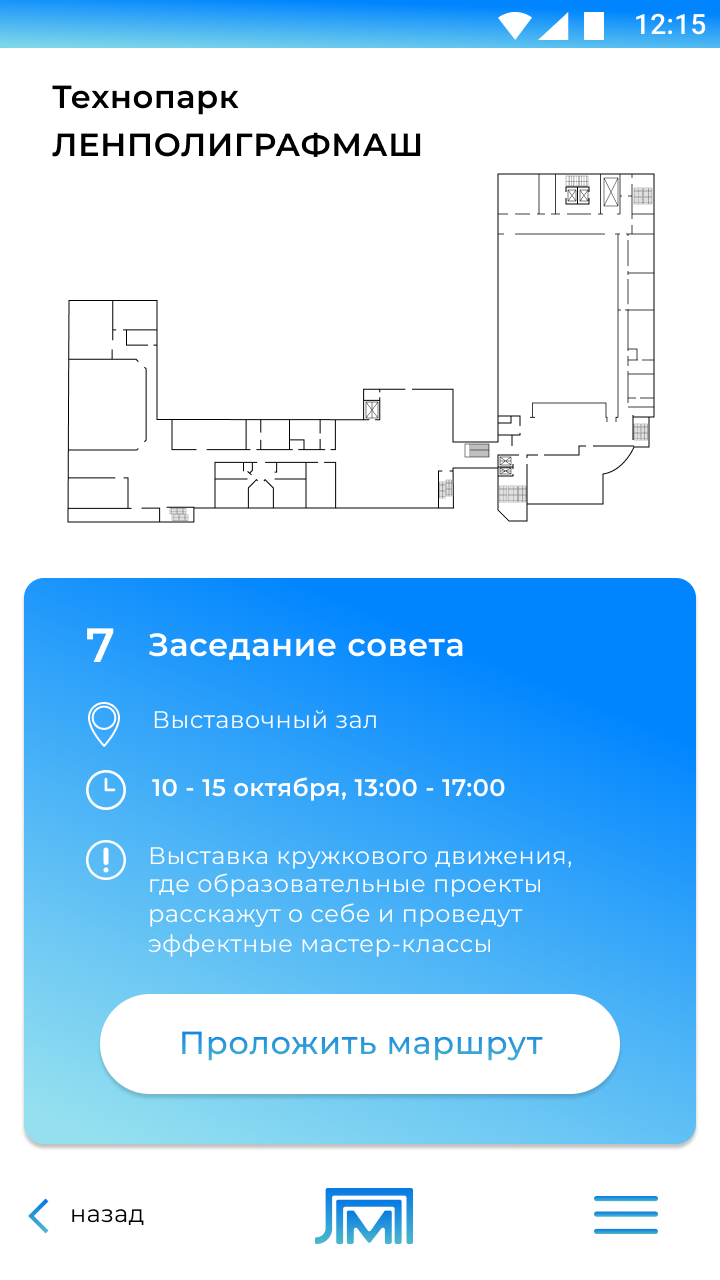 12:15
Технопарк
ЛЕНПОЛИГРАФМАШ
7 Заседание совета
Выставочный зал
10 - 15 октября, 13:00 - 17:00
Выставка кружкового движения,
где образовательные проекты
расскажут о себе и проведут
эффектные мастер-классы
Проложить маршрут
назад
ЛПМ